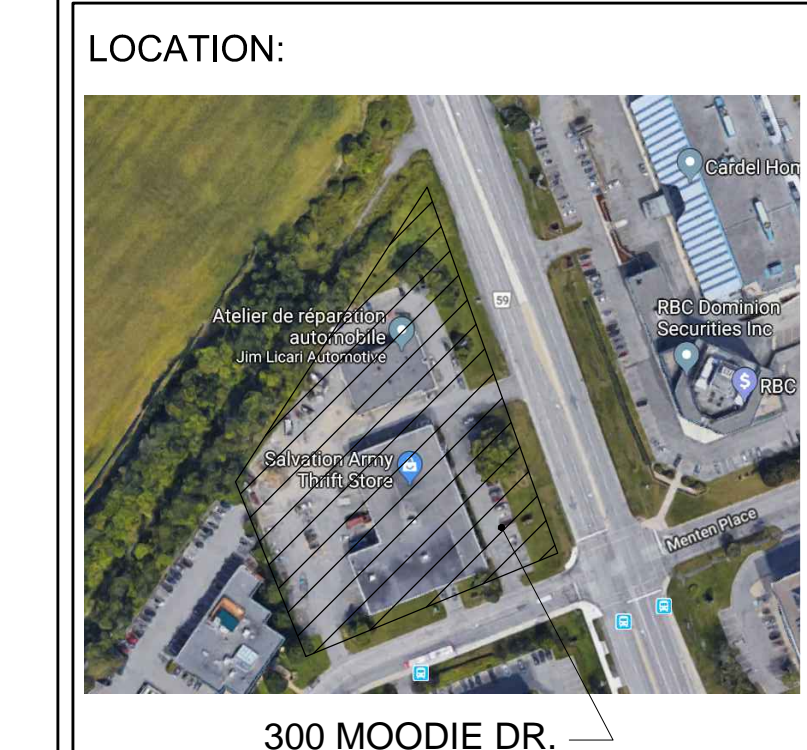 LOCATION:
Cardel Hom
59
RBC Dominion
Securities Inc
Atelier de réparation
automobile
Jim Licari Automotive
$
RBC
Salvation Army
Thrift Store
Menten Place
300 MOODIE DR.